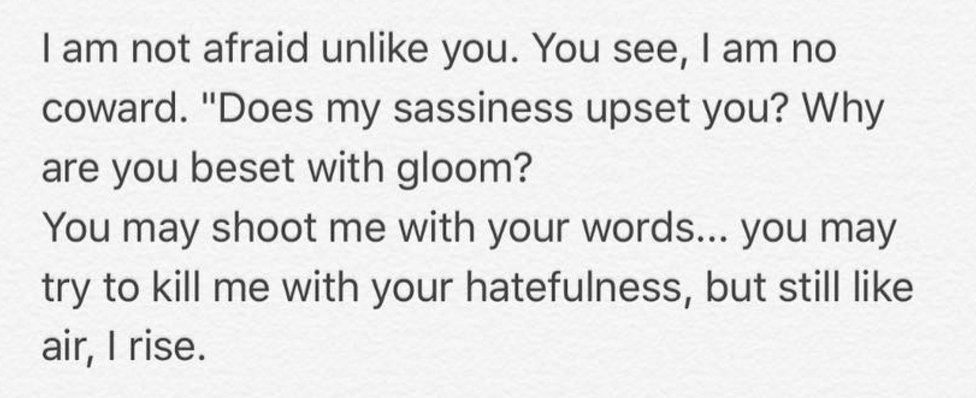 I am not afraid unlike you. You see, I am no
coward. "Does my sassiness upset you? Why
are you beset with gloom?
You may shoot me with your words... you may
try to kill me with your hatefulness, but still like
air, I rise.